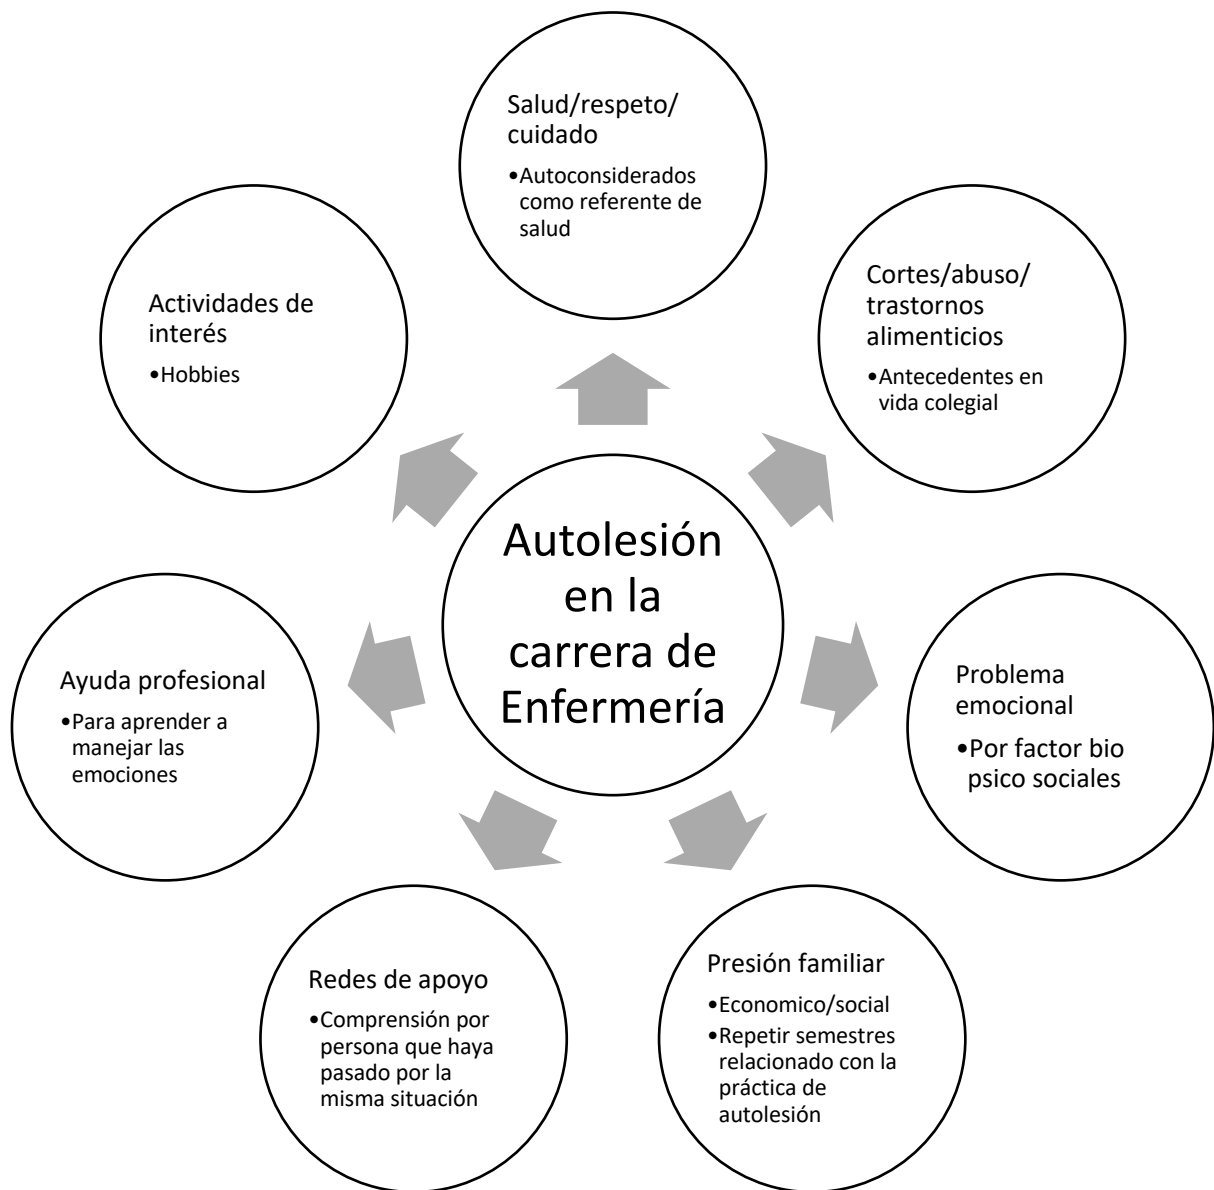 Salud/respeto/
cuidado
•Autoconsiderados
como referente de
salud
Cortes/abuso/
trastornos
alimenticios
•Antecedentes en
vida colegial
Problema
emocional
•Por factor bio
psico sociales
Presión familiar
•Economico/social
•Repetir semestres
relacionado con la
práctica de
autolesión
Redes de apoyo
•Comprensión por
persona que haya
pasado por la
misma situación
Ayuda profesional
•Para aprender a
manejar las
emociones
Actividades de
interés
•Hobbies
Autolesión
en la
carrera de
Enfermería